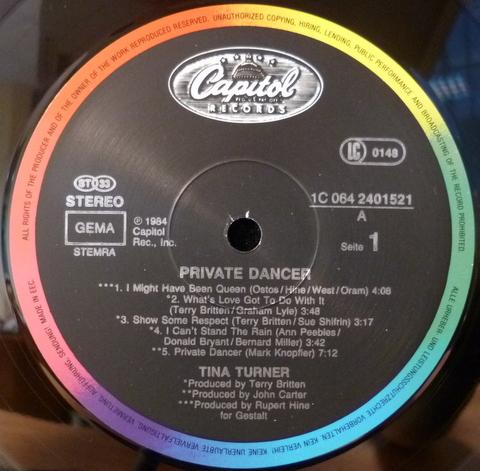 ALL RIGHTS OF THE PRODUCER AND OF THE OWNER OF THE WORK REPRODUCED RESERVED. UNAUTHORIZED COPYING, HIRING, LENDING, PUBLIC PERFORMANCE AND BROADCASTING OF THE RECORD PROHIBITED.
Capitol
RECORDS
LC 0148
ST 33
STEREO
GEMA
STEMRA
℗ 1984
Capitol
Rec., Inc.
1C 064 2401521
A
Seite 1
PRIVATE DANCER
***1. I Might Have Been Queen (Ostos/Hine/West/Oram) 4:08
*2. What's Love Got To Do With It
(Terry Britten/Graham Lyle) 3:48
*3. Show Some Respect (Terry Britten/Sue Shifrin) 3:17
*4. I Can't Stand The Rain (Ann Peebles/
Donald Bryant/Bernard Miller) 3:42
**5. Private Dancer (Mark Knopfler) 7:12
TINA TURNER
*Produced by Terry Britten
**Produced by John Carter
***Produced by Rupert Hine
for Gestalt
ALLE URHEBER- UND LEISTUNGSSCHUTZRECHTE VORBEHALTEN. KEIN VERLEIH! KEINE UNERLAUBTE VERVIELFÄLTIGUNG, VERMIETUNG, AUFFÜHRUNG, SENDUNG! MADE IN EEC.